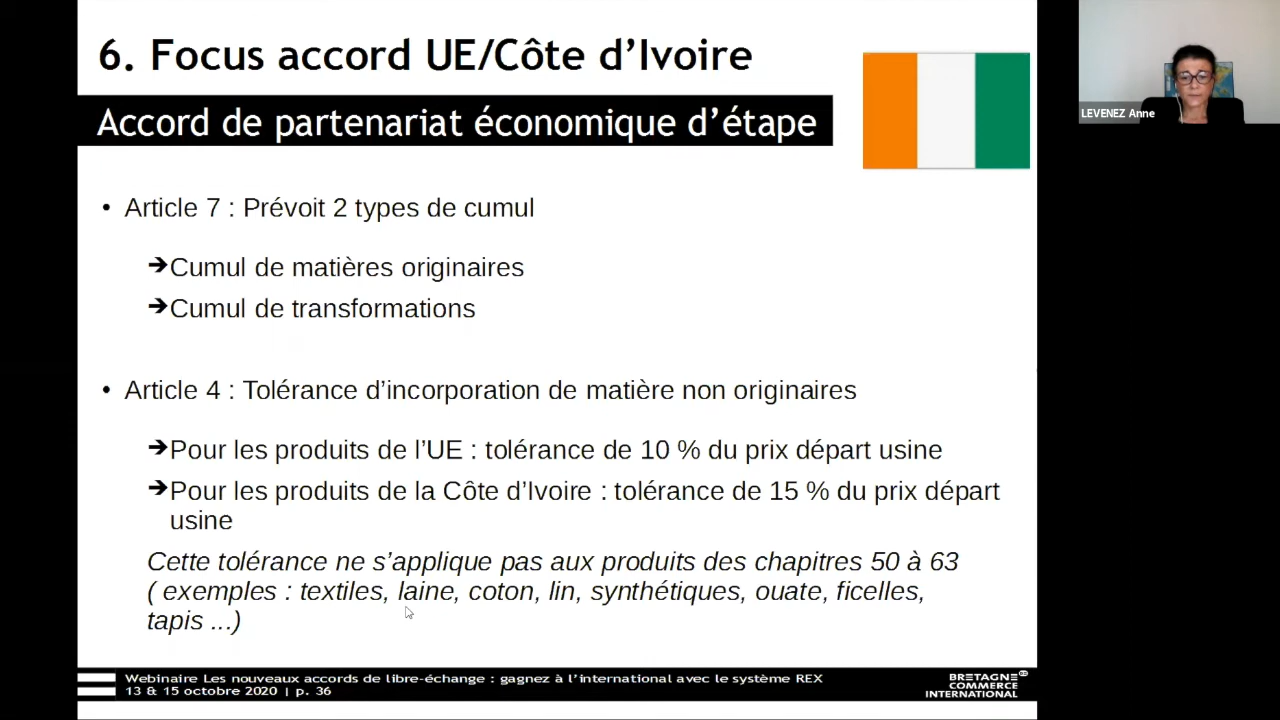 6. Focus accord UE/Côte d’Ivoire
Accord de partenariat économique d’étape
LEVENEZ Anne
• Article 7 : Prévoit 2 types de cumul
➔Cumul de matières originaires
➔Cumul de transformations
• Article 4 : Tolérance d’incorporation de matière non originaires
➔Pour les produits de l’UE : tolérance de 10 % du prix départ usine
➔Pour les produits de la Côte d’Ivoire : tolérance de 15 % du prix départ
usine
Cette tolérance ne s’applique pas aux produits des chapitres 50 à 63
( exemples : textiles, laine, coton, lin, synthétiques, ouate, ficelles,
tapis ...)
Webinaire Les nouveaux accords de libre-échange : gagnez à l’international avec le système REX
13 & 15 octobre 2020 | p. 36
BRETAGNE
COMMERCE
INTERNATIONAL